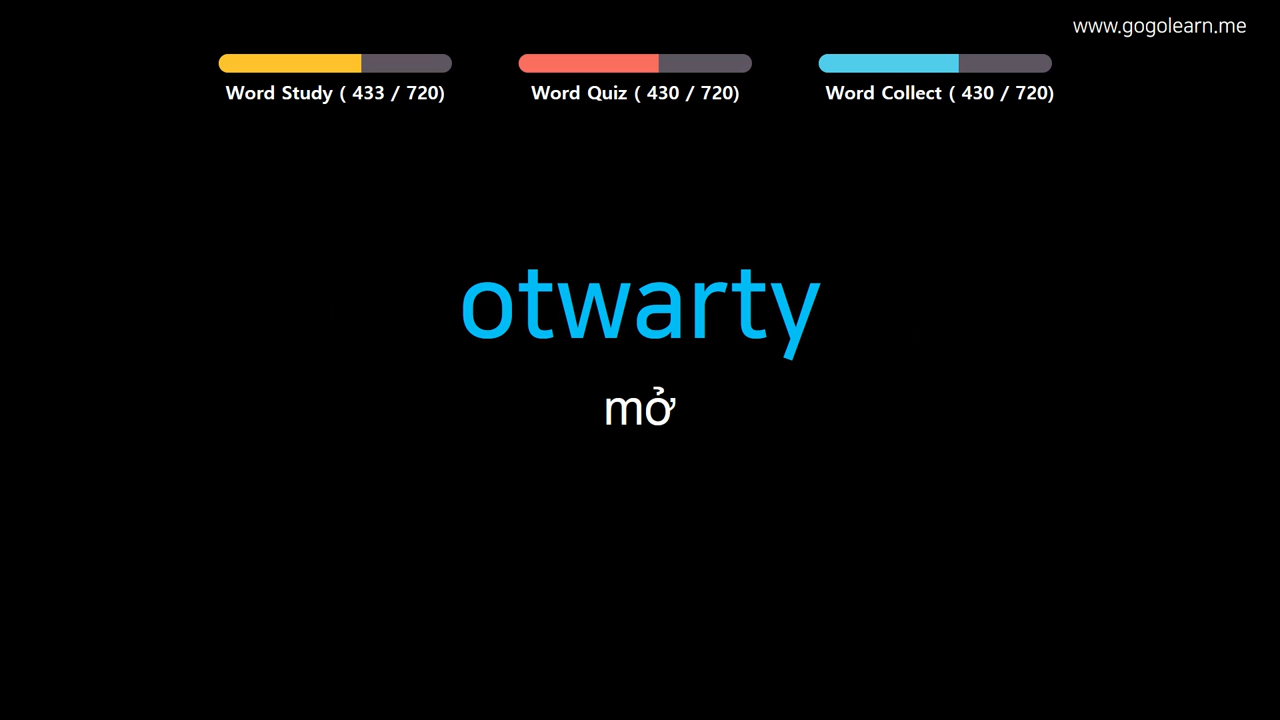 www.gogolearn.me
Word Study ( 433 / 720)
Word Quiz ( 430 / 720)
Word Collect ( 430 / 720)
otwarty
mở